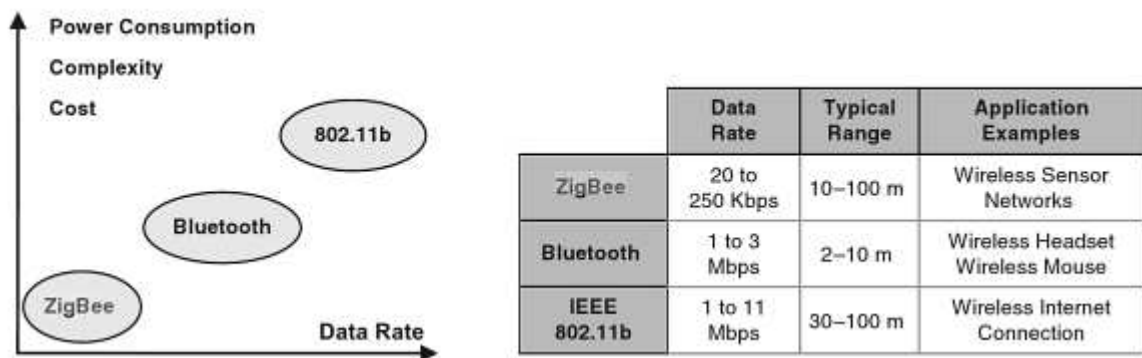 Power Consumption
Complexity
Cost
802.11b
Bluetooth
ZigBee
Data Rate
Data Rate
Typical Range
Application Examples
ZigBee
20 to
250 Kbps
10–100 m
Wireless Sensor
Networks
Bluetooth
1 to 3
Mbps
2–10 m
Wireless Headset
Wireless Mouse
IEEE
802.11b
1 to 11
Mbps
30–100 m
Wireless Internet
Connection